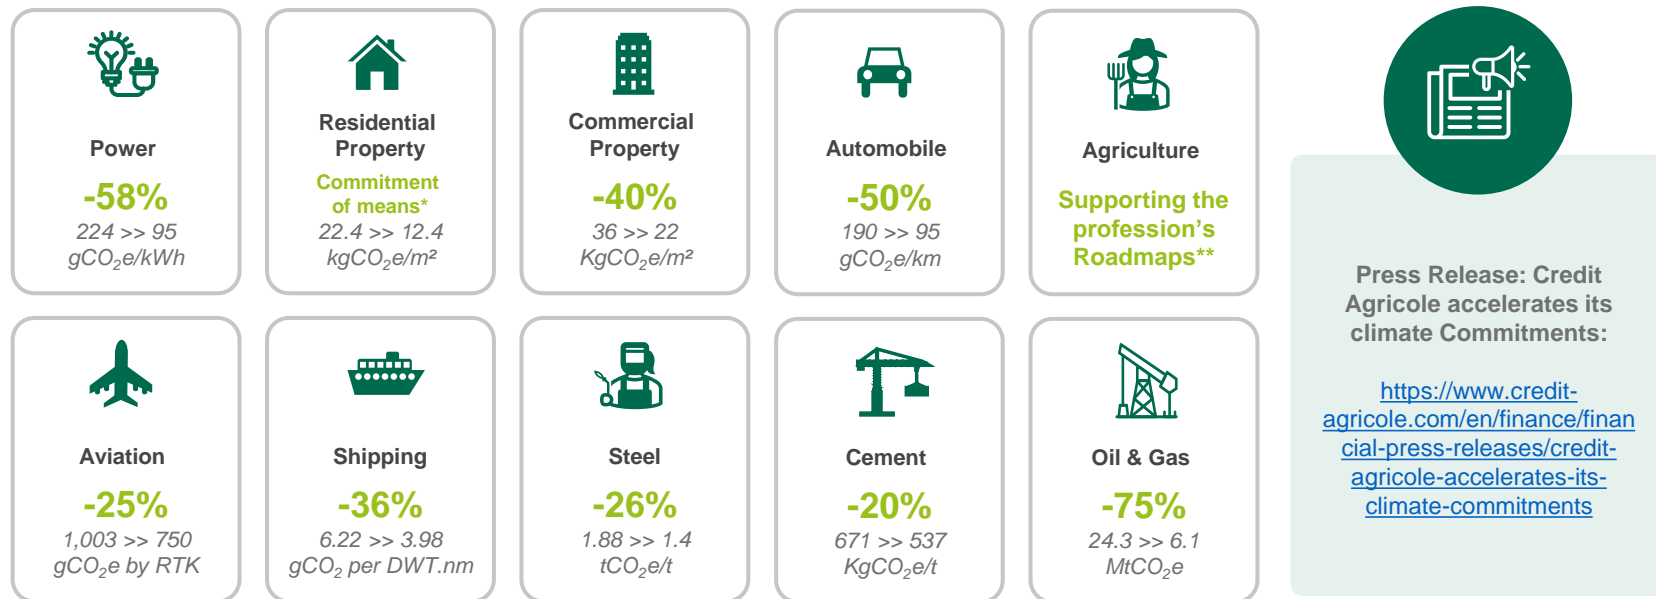 Power
-58%
224 >> 95
gCO₂e/kWh
Residential
Property
Commitment
of means*
22.4 >> 12.4
kgCO₂e/m²
Commercial
Property
-40%
36 >> 22
KgCO₂e/m²
Automobile
-50%
190 >> 95
gCO₂e/km
Agriculture
Supporting the
profession’s
Roadmaps**
Aviation
-25%
1,003 >> 750
gCO₂e by RTK
Shipping
-36%
6.22 >> 3.98
gCO₂ per DWT.nm
Steel
-26%
1.88 >> 1.4
tCO₂e/t
Cement
-20%
671 >> 537
KgCO₂e/t
Oil & Gas
-75%
24.3 >> 6.1
MtCO₂e
Press Release: Credit
Agricole accelerates its
climate Commitments:
https://www.credit-
agricole.com/en/finance/finan
cial-press-releases/credit-
agricole-accelerates-its-
climate-commitments